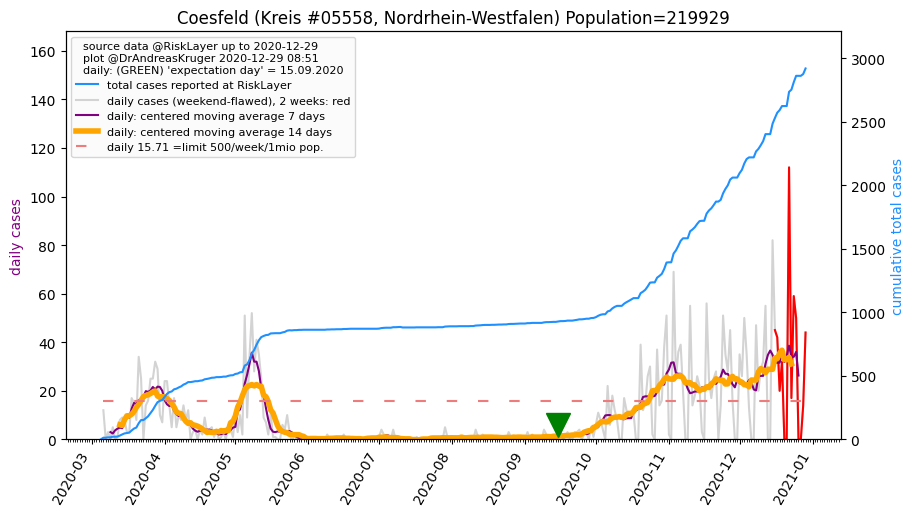 Coesfeld (Kreis #05558, Nordrhein-Westfalen) Population=219929
source data @RiskLayer up to 2020-12-29
plot @DrAndreasKruger 2020-12-29 08:51
daily: (GREEN) 'expectation day' = 15.09.2020
total cases reported at RiskLayer
daily cases (weekend-flawed), 2 weeks: red
daily: centered moving average 7 days
daily: centered moving average 14 days
daily 15.71 =limit 500/week/1mio pop.
daily cases
160
140
120
100
80
60
40
20
0
3000
2500
2000
1500
1000
500
0
cumulative total cases
2020-03
2020-04
2020-05
2020-06
2020-07
2020-08
2020-09
2020-10
2020-11
2020-12
2021-01